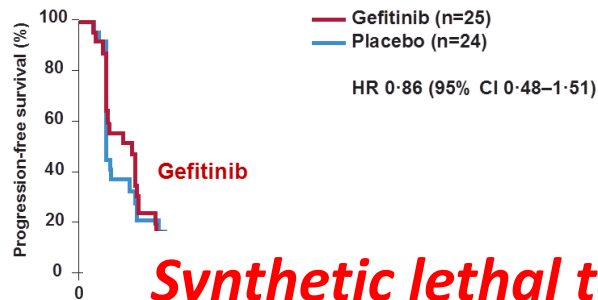 Gefitinib (n=25)
Placebo (n=24)
HR 0·86 (95% CI 0·48–1·51)
Progression-free survival (%)
100
80
60
40
20
0
0
Gefitinib
Synthetic lethal t